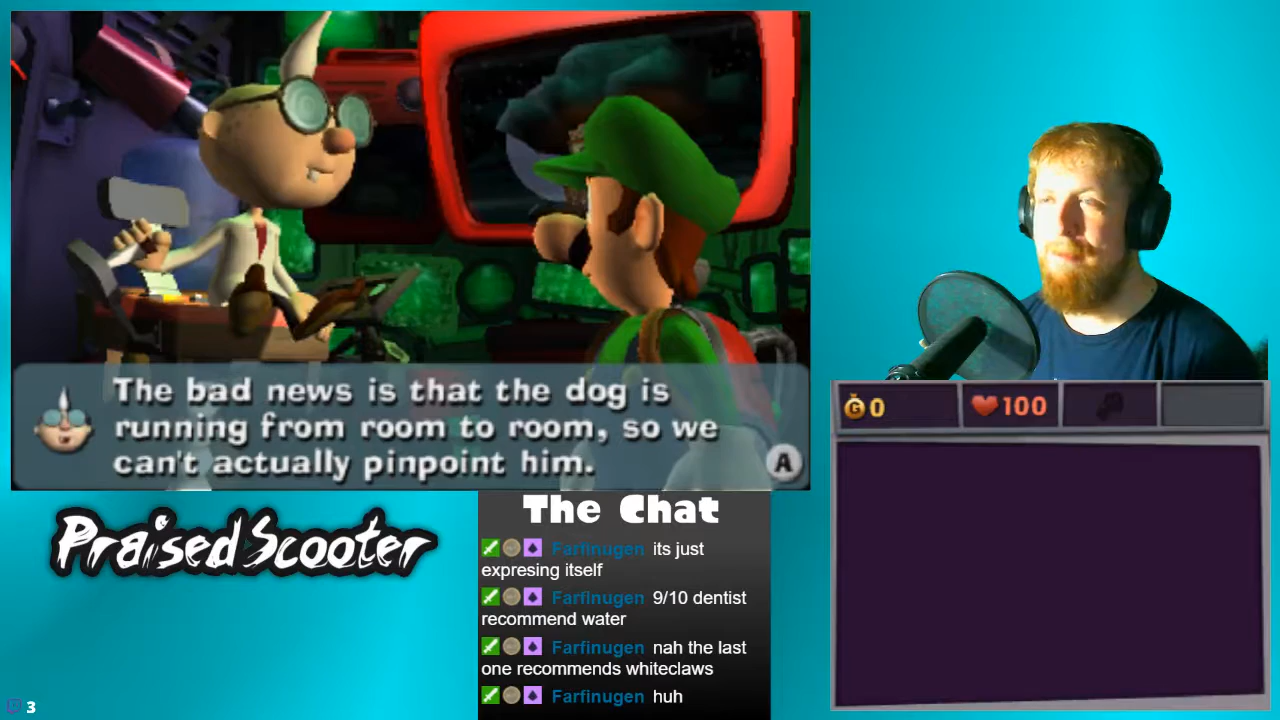 The bad news is that the dog is
running from room to room, so we
can't actually pinpoint him.
A
G 0
100
PraisedScooter
The Chat
Farfinugen its just
expresing itself
Farfinugen 9/10 dentist
recommend water
Farfinugen nah the last
one recommends whiteclaws
Farfinugen huh
3